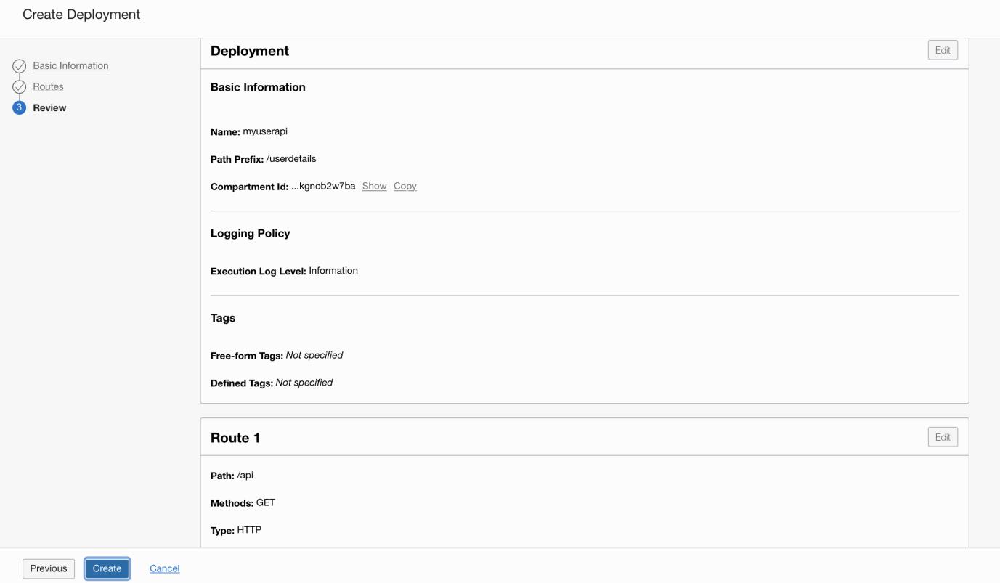 Create Deployment
Basic Information
Routes
3 Review
Deployment
Edit
Basic Information
Name: myuserapi
Path Prefix: /userdetails
Compartment Id: ...kgnob2w7ba Show Copy
Logging Policy
Execution Log Level: Information
Tags
Free-form Tags: Not specified
Defined Tags: Not specified
Route 1
Edit
Path: /api
Methods: GET
Type: HTTP
Previous Create Cancel